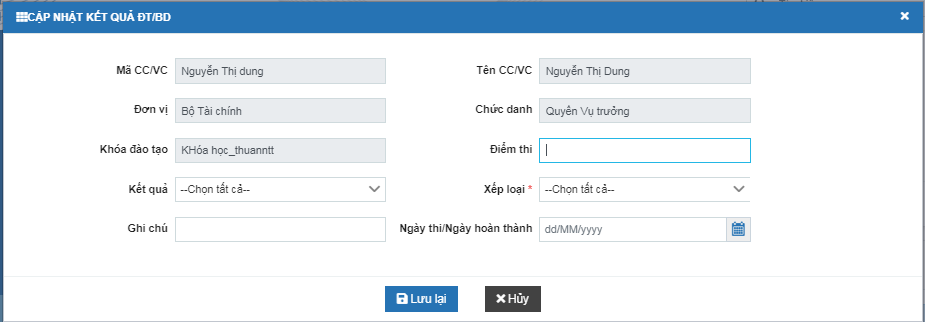 CẬP NHẬT KẾT QUẢ ĐT/BD
Mã CC/VC Nguyễn Thị dung Tên CC/VC Nguyễn Thị Dung
Đơn vị Bộ Tài chính Chức danh Quyền Vụ trưởng
Khóa đào tạo KHóa học_thuanntt Điểm thi
Kết quả --Chọn tất cả-- Xếp loại * --Chọn tất cả--
Ghi chú Ngày thi/Ngày hoàn thành dd/MM/yyyy
Lưu lại Hủy